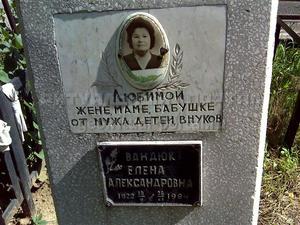 Любимой
жене, маме, бабушке
от мужа, детей, внуков
ВАНДЮК
ЕЛЕНА
АЛЕКСАНДРОВНА
1922